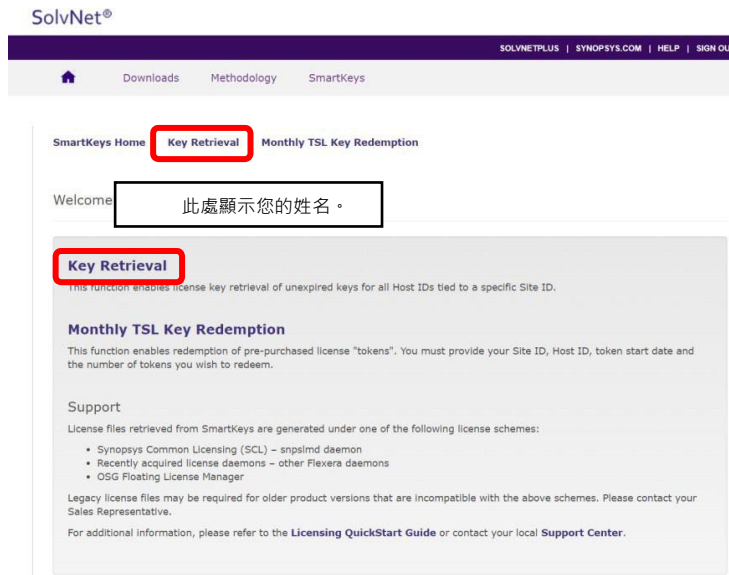 SolvNet®
SOLVNETPLUS | SYNOPSYS.COM | HELP | SIGN OU
Downloads Methodology SmartKeys
SmartKeys Home Key Retrieval Monthly TSL Key Redemption
Welcome 此處顯示您的姓名。
Key Retrieval
This function enables license key retrieval of unexpired keys for all Host IDs tied to a specific Site ID.
Monthly TSL Key Redemption
This function enables redemption of pre-purchased license "tokens". You must provide your Site ID, Host ID, token start date and
the number of tokens you wish to redeem.
Support
License files retrieved from SmartKeys are generated under one of the following license schemes:
• Synopsys Common Licensing (SCL) – snpslmd daemon
• Recently acquired license daemons – other Flexera daemons
• OSG Floating License Manager
Legacy license files may be required for older product versions that are incompatible with the above schemes. Please contact your
Sales Representative.
For additional information, please refer to the Licensing QuickStart Guide or contact your local Support Center.